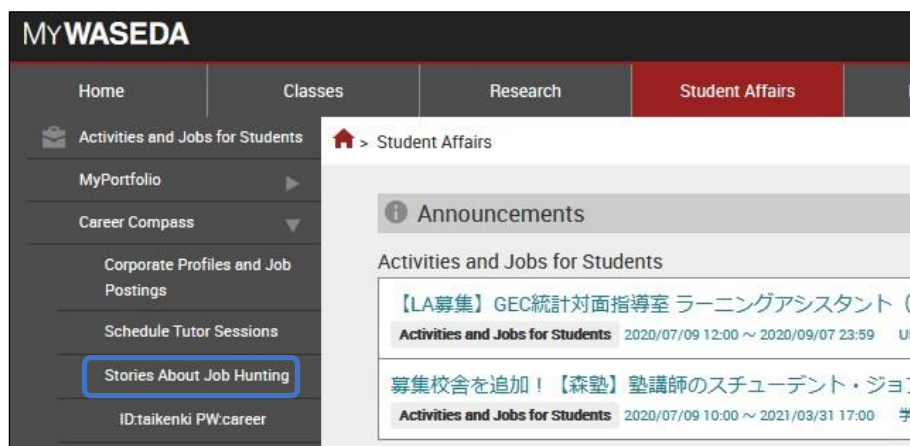 MYWASEDA
Home Classes Research Student Affairs
Activities and Jobs for Students
> Student Affairs
MyPortfolio
Career Compass
Announcements
Corporate Profiles and Job
Postings
Activities and Jobs for Students
【LA募集】GEC統計対面指導室 ラーニングアシスタント（
Activities and Jobs for Students 2020/07/09 12:00 ～ 2020/09/07 23:59
Schedule Tutor Sessions
Stories About Job Hunting
募集校舎を追加！【森塾】塾講師のスチューデント・ジョブ
Activities and Jobs for Students 2020/07/09 10:00 ～ 2021/03/31 17:00 学
ID:taikenki PW:career